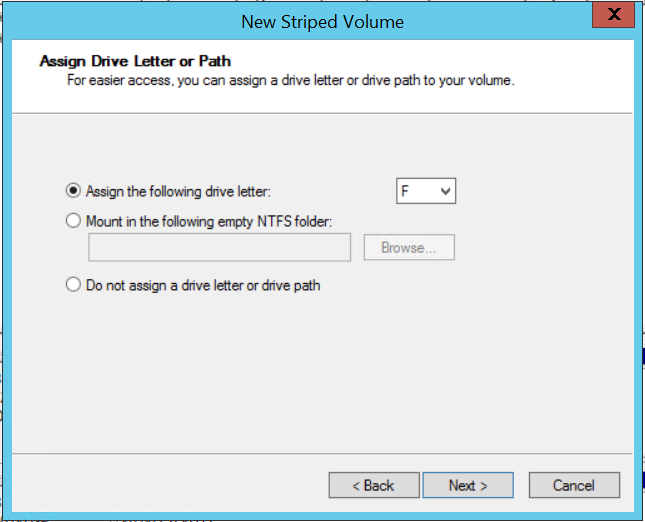 New Striped Volume
X
Assign Drive Letter or Path
For easier access, you can assign a drive letter or drive path to your volume.
Assign the following drive letter:
F
Mount in the following empty NTFS folder:
Browse...
Do not assign a drive letter or drive path
< Back
Next >
Cancel